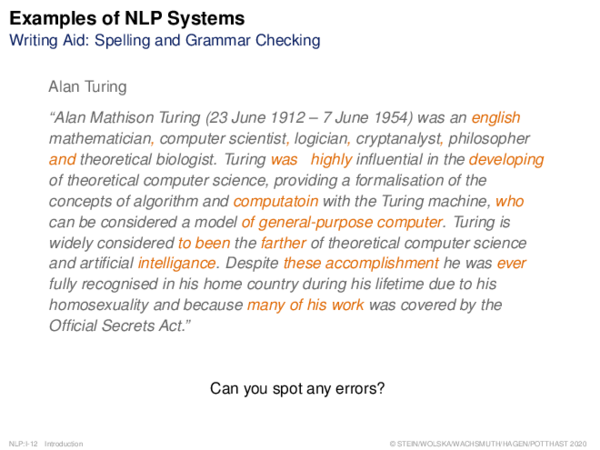 Examples of NLP Systems
Writing Aid: Spelling and Grammar Checking
Alan Turing
“Alan Mathison Turing (23 June 1912 – 7 June 1954) was an english
mathematician, computer scientist, logician, cryptanalyst, philosopher
and theoretical biologist. Turing was   highly influential in the developing
of theoretical computer science, providing a formalisation of the
concepts of algorithm and computatoin with the Turing machine, who
can be considered a model of general-purpose computer. Turing is
widely considered to been the farther of theoretical computer science
and artificial intelligance. Despite these accomplishment he was ever
fully recognised in his home country during his lifetime due to his
homosexuality and because many of his work was covered by the
Official Secrets Act.”
Can you spot any errors?
NLP:I-12 Introduction © STEIN/WOLSKA/WACHSMUTH/HAGEN/POTTHAST 2020